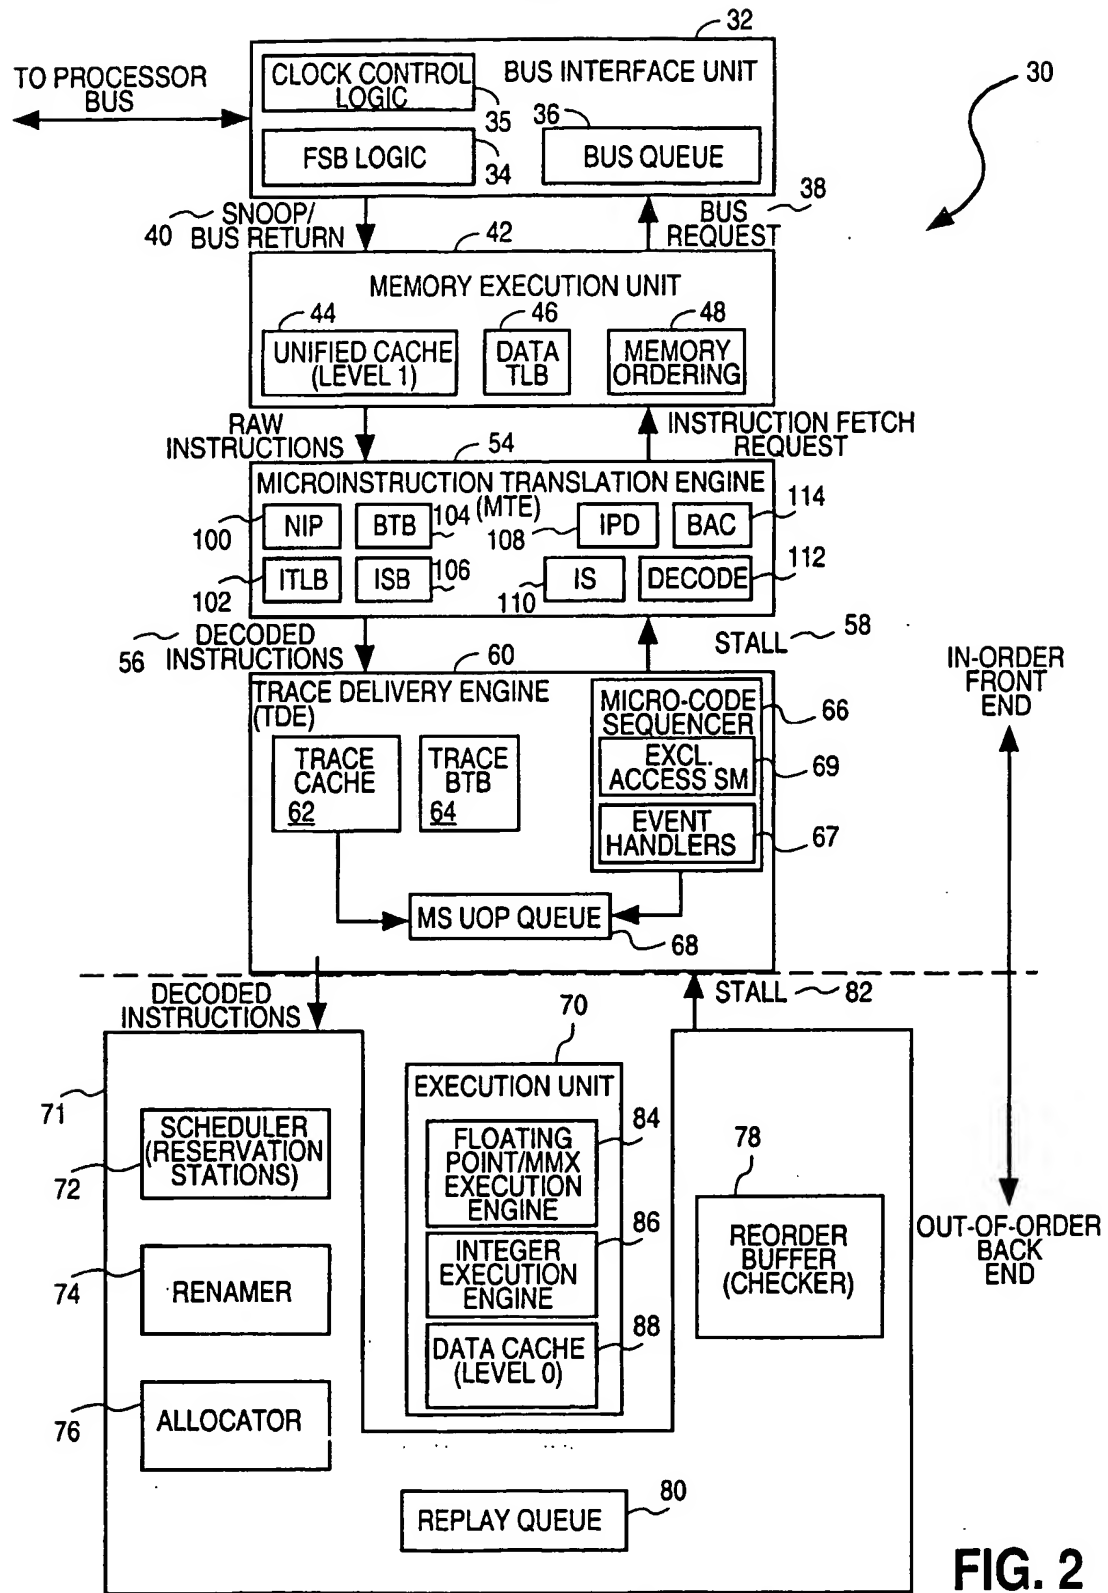 32
TO PROCESSOR
BUS
CLOCK CONTROL
LOGIC
35
BUS INTERFACE UNIT
30
FSB LOGIC
34
36
BUS QUEUE
40
SNOOP/
BUS RETURN
42
BUS
REQUEST
38
MEMORY EXECUTION UNIT
44
UNIFIED CACHE
(LEVEL 1)
46
DATA
TLB
48
MEMORY
ORDERING
RAW
INSTRUCTIONS
54
INSTRUCTION FETCH
REQUEST
MICROINSTRUCTION TRANSLATION ENGINE
(MTE)
100
NIP
BTB
104
108
IPD
BAC
114
102
ITLB
ISB
106
110
IS
DECODE
112
56
DECODED
INSTRUCTIONS
60
STALL
58
TRACE DELIVERY ENGINE
(TDE)
TRACE
CACHE
62
TRACE
BTB
64
MICRO-CODE
SEQUENCER
66
EXCL.
ACCESS SM
69
EVENT
HANDLERS
67
MS UOP QUEUE
68
IN-ORDER
FRONT
END
DECODED
INSTRUCTIONS
STALL
82
71
70
EXECUTION UNIT
SCHEDULER
(RESERVATION
STATIONS)
72
FLOATING
POINT/MMX
EXECUTION
ENGINE
84
78
REORDER
BUFFER
(CHECKER)
OUT-OF-ORDER
BACK
END
74
RENAMER
INTEGER
EXECUTION
ENGINE
86
DATA CACHE
(LEVEL 0)
88
76
ALLOCATOR
REPLAY QUEUE
80
FIG. 2